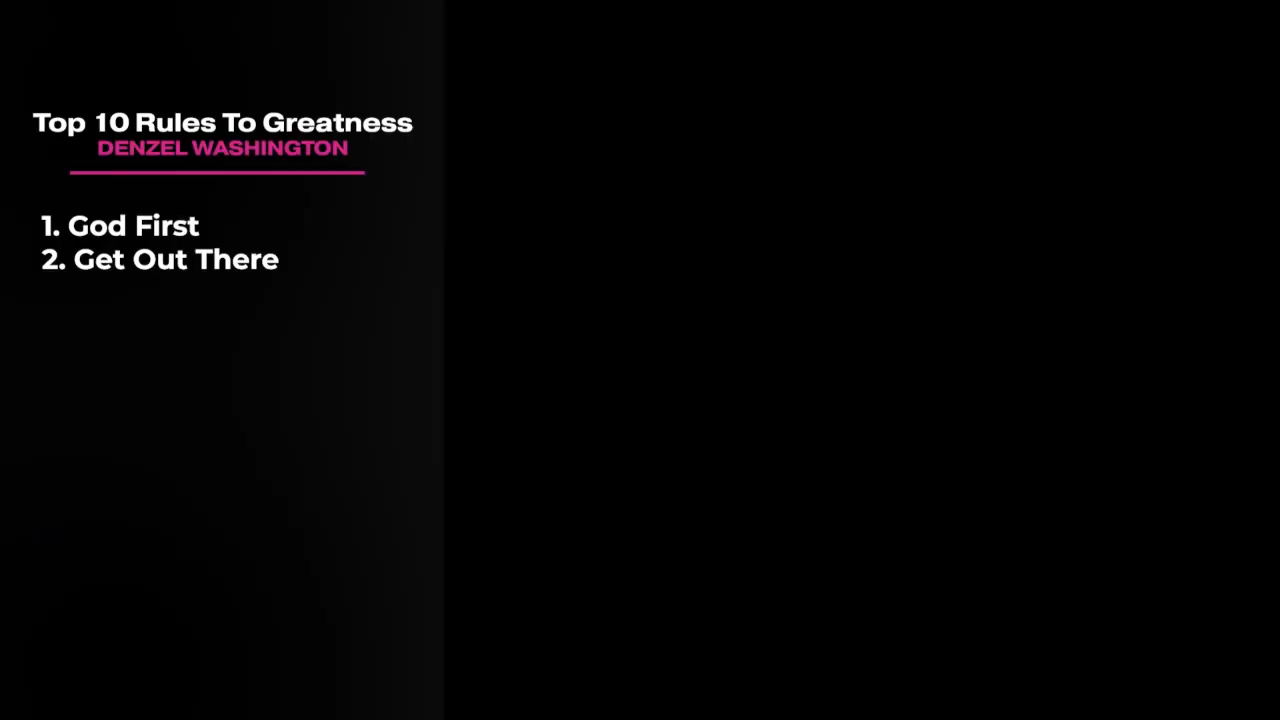 Top 10 Rules To Greatness
DENZEL WASHINGTON
1. God First
2. Get Out There